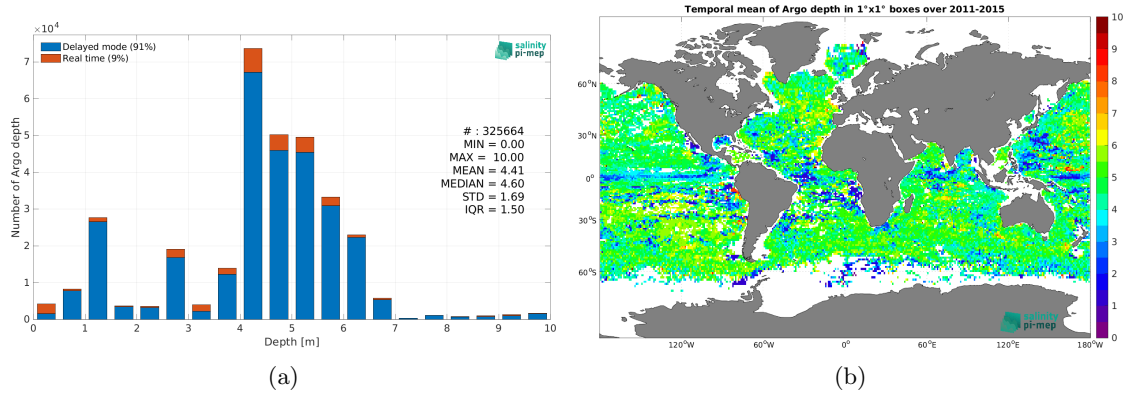 ×10⁴
Delayed mode (91%)
Real time (9%)
salinity
pi-mep
# : 325664
MIN = 0.00
MAX = 10.00
MEAN = 4.41
MEDIAN = 4.60
STD = 1.69
IQR = 1.50
Number of Argo depth
7
6
5
4
3
2
1
0
0 1 2 3 4 5 6 7 8 9 10
Depth [m]
(a)
Temporal mean of Argo depth in 1°x1° boxes over 2011-2015
60°N
30°N
0°
30°S
60°S
120°W 60°W 0° 60°E 120°E 180°W
salinity
pi-mep
10
9
8
7
6
5
4
3
2
1
0
(b)